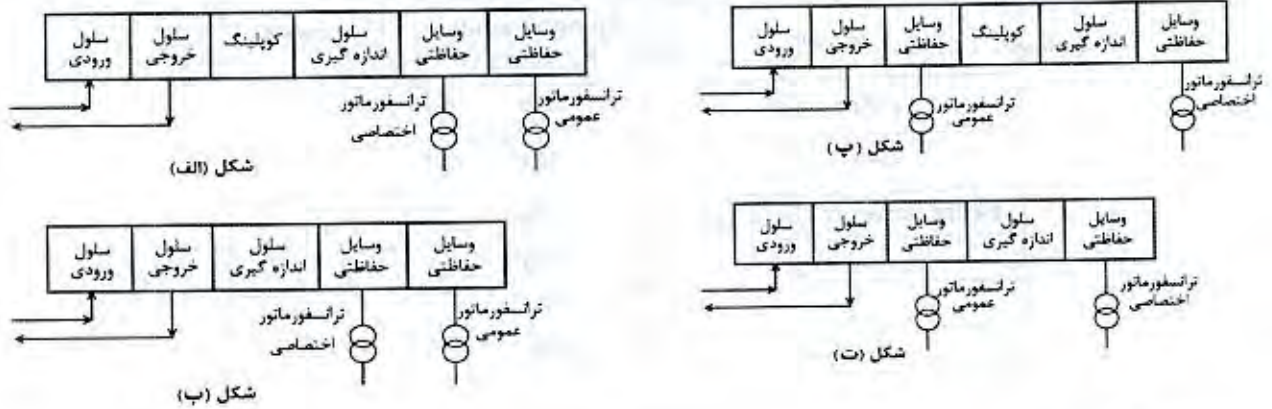 سلول ورودی
سلول خروجی
کوپلینگ
سلول اندازه گیری
وسایل حفاظتی
وسایل حفاظتی
ترانسفورماتور اختصاصی
ترانسفورماتور عمومی
شکل (الف)
سلول ورودی
سلول خروجی
وسایل حفاظتی
کوپلینگ
سلول اندازه گیری
وسایل حفاظتی
ترانسفورماتور عمومی
ترانسفورماتور اختصاصی
شکل (پ)
سلول ورودی
سلول خروجی
سلول اندازه گیری
وسایل حفاظتی
وسایل حفاظتی
ترانسفورماتور اختصاصی
ترانسفورماتور عمومی
شکل (ب)
سلول ورودی
سلول خروجی
وسایل حفاظتی
سلول اندازه گیری
وسایل حفاظتی
ترانسفورماتور عمومی
ترانسفورماتور اختصاصی
شکل (ت)